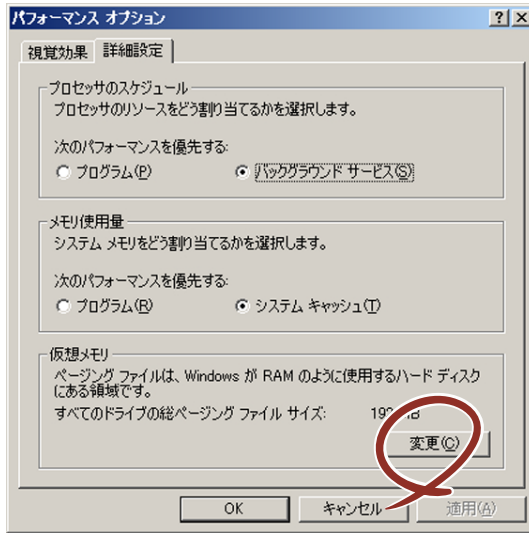 パフォーマンス オプション
視覚効果 詳細設定
プロセッサのスケジュール
プロセッサのリソースをどう割り当てるかを選択します。
次のパフォーマンスを優先する:
プログラム(P) バックグラウンド サービス(S)
メモリ使用量
システム メモリをどう割り当てるかを選択します。
次のパフォーマンスを優先する:
プログラム(R) システム キャッシュ(T)
仮想メモリ
ページング ファイルは、Windows が RAM のように使用するハード ディスク
にある領域です。
すべてのドライブの総ページング ファイル サイズ:
変更(C)
OK キャンセル 適用(A)